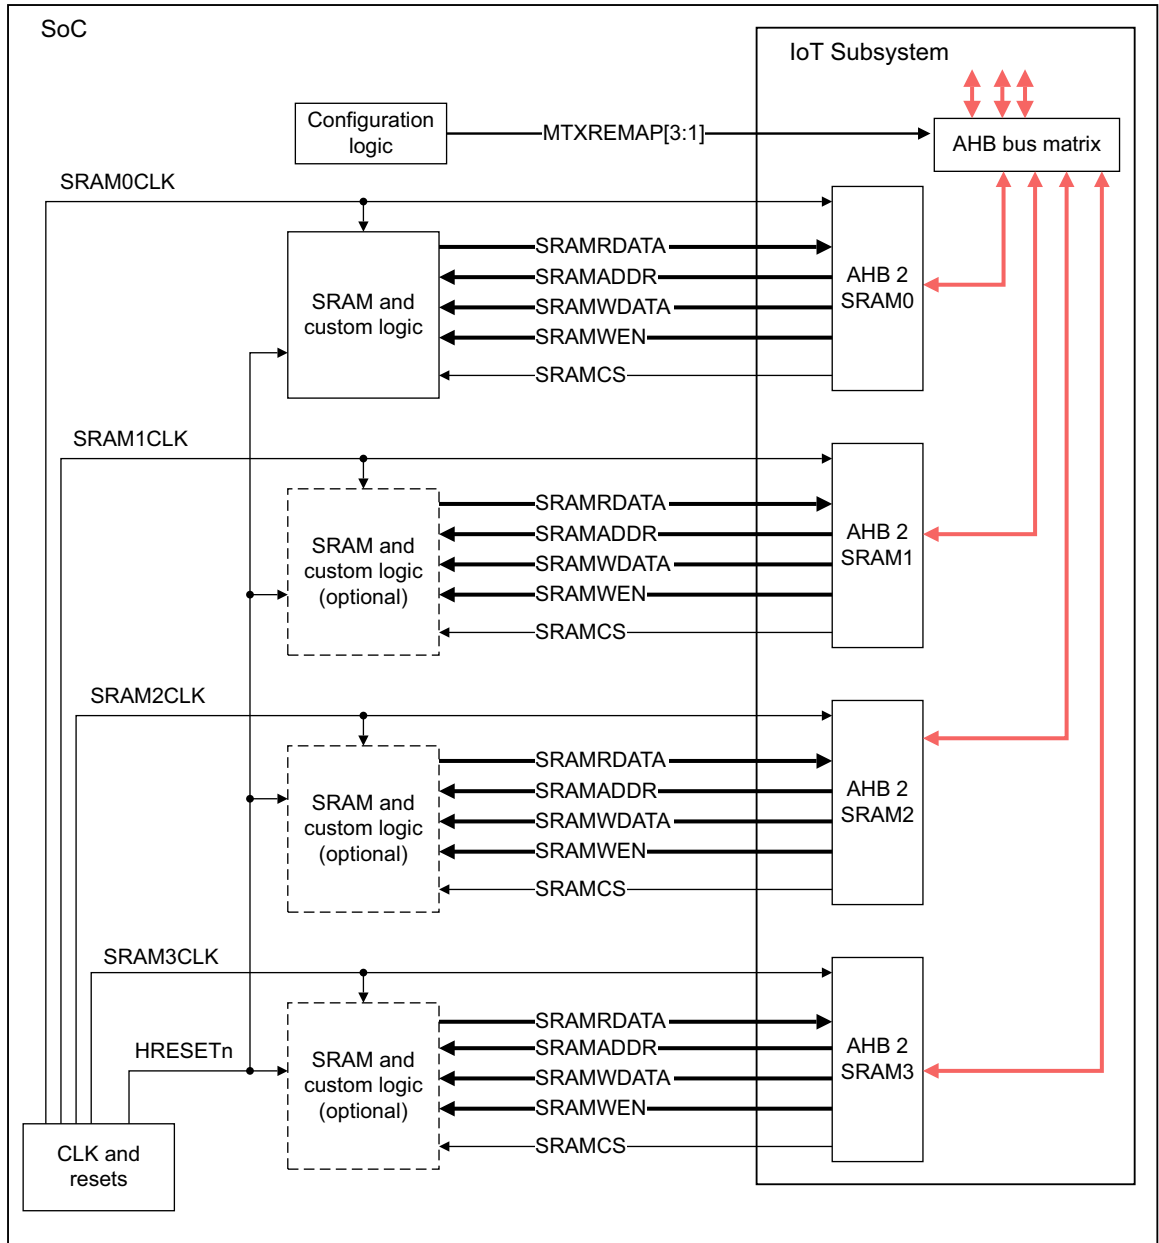 SoC
IoT Subsystem
Configuration
logic
MTXREMAP[3:1]
AHB bus matrix
SRAM0CLK
SRAM and
custom logic
SRAMRDATA
SRAMADDR
SRAMWDATA
SRAMWEN
SRAMCS
AHB 2
SRAM0
SRAM1CLK
SRAM and
custom logic
(optional)
SRAMRDATA
SRAMADDR
SRAMWDATA
SRAMWEN
SRAMCS
AHB 2
SRAM1
SRAM2CLK
SRAM and
custom logic
(optional)
SRAMRDATA
SRAMADDR
SRAMWDATA
SRAMWEN
SRAMCS
AHB 2
SRAM2
SRAM3CLK
HRESETn
SRAM and
custom logic
(optional)
SRAMRDATA
SRAMADDR
SRAMWDATA
SRAMWEN
SRAMCS
AHB 2
SRAM3
CLK and
resets